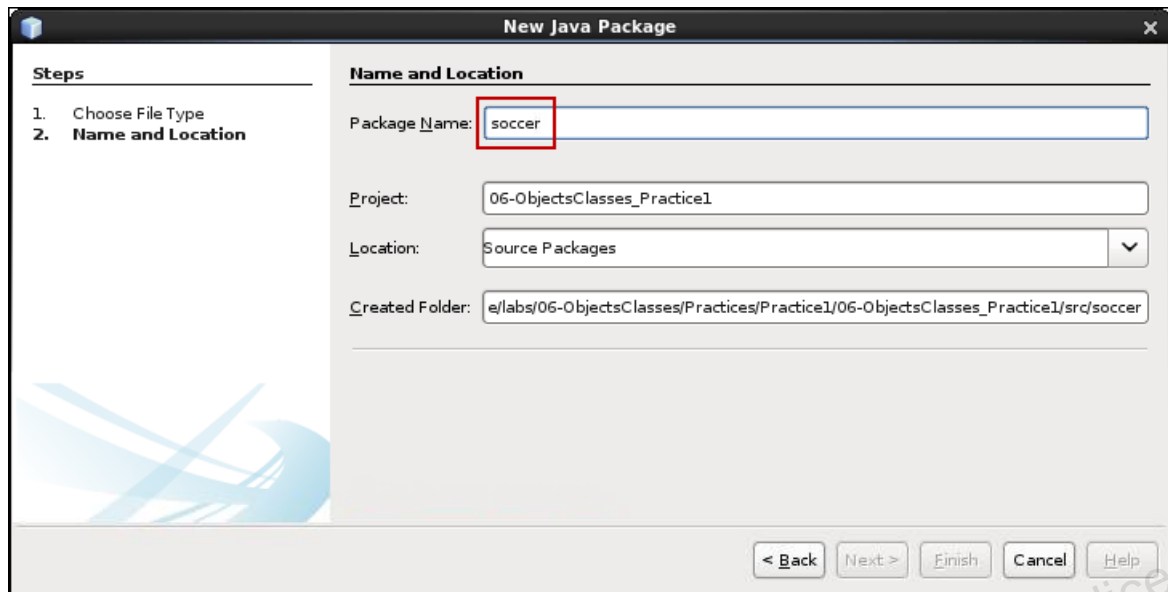 New Java Package
Steps
1. Choose File Type
2. Name and Location
Name and Location
Package Name: soccer
Project: 06-ObjectsClasses_Practice1
Location: Source Packages
Created Folder: e/labs/06-ObjectsClasses/Practices/Practice1/06-ObjectsClasses_Practice1/src/soccer
< Back Next > Finish Cancel Help